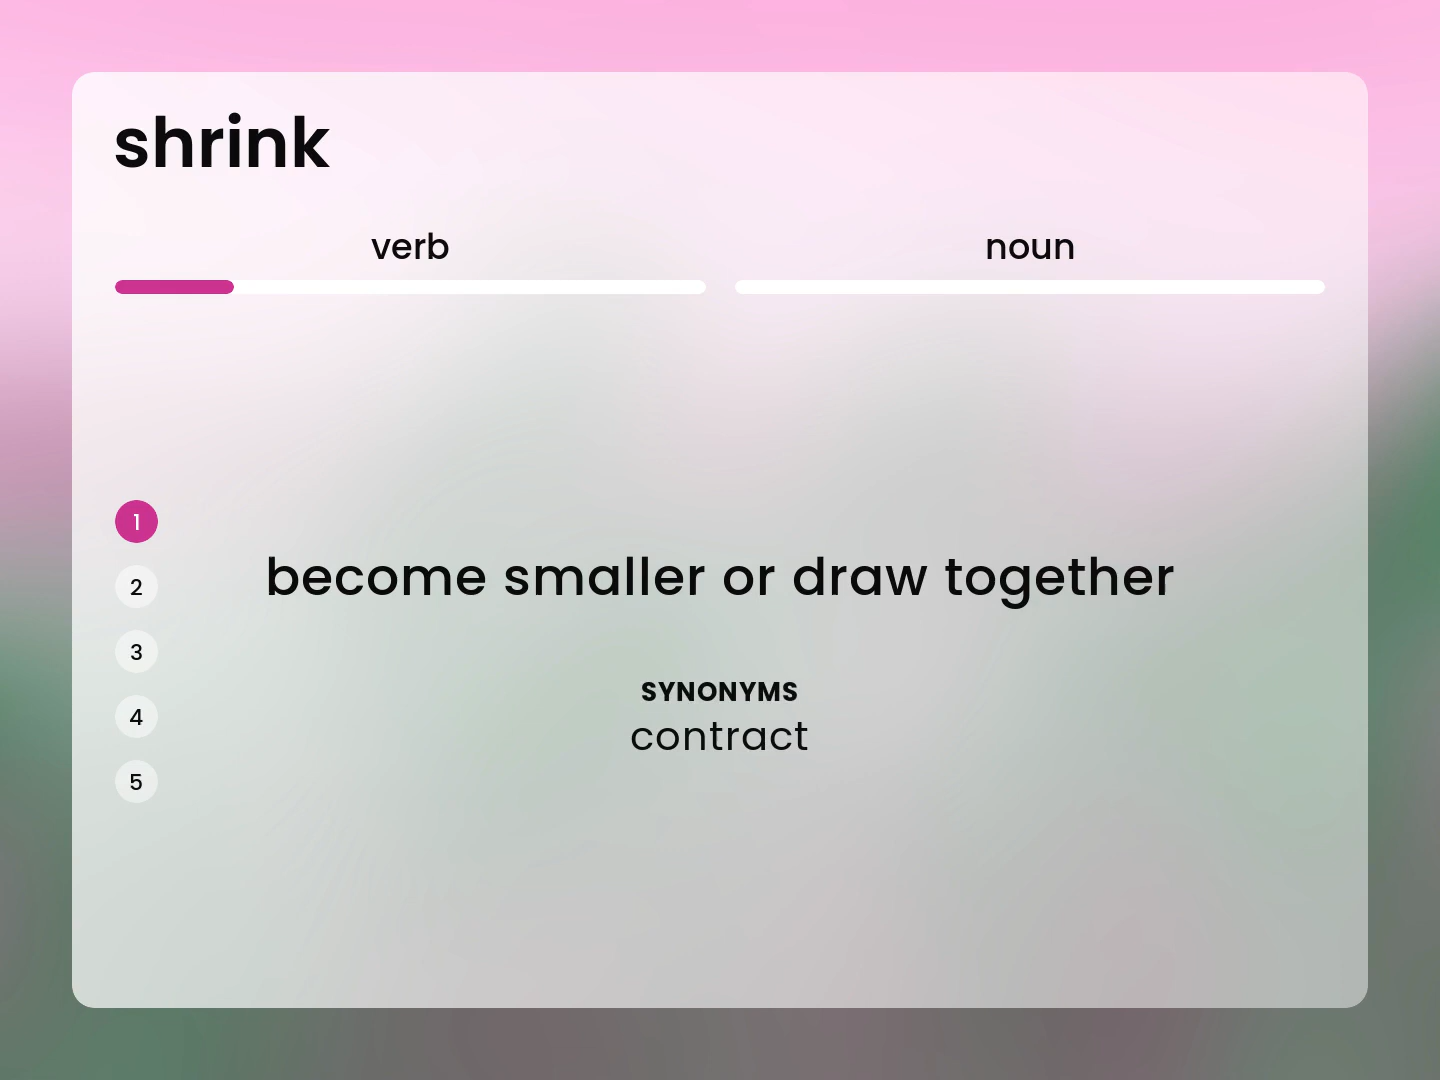 shrink
verb
noun
1
2
3
4
5
become smaller or draw together
SYNONYMS
contract